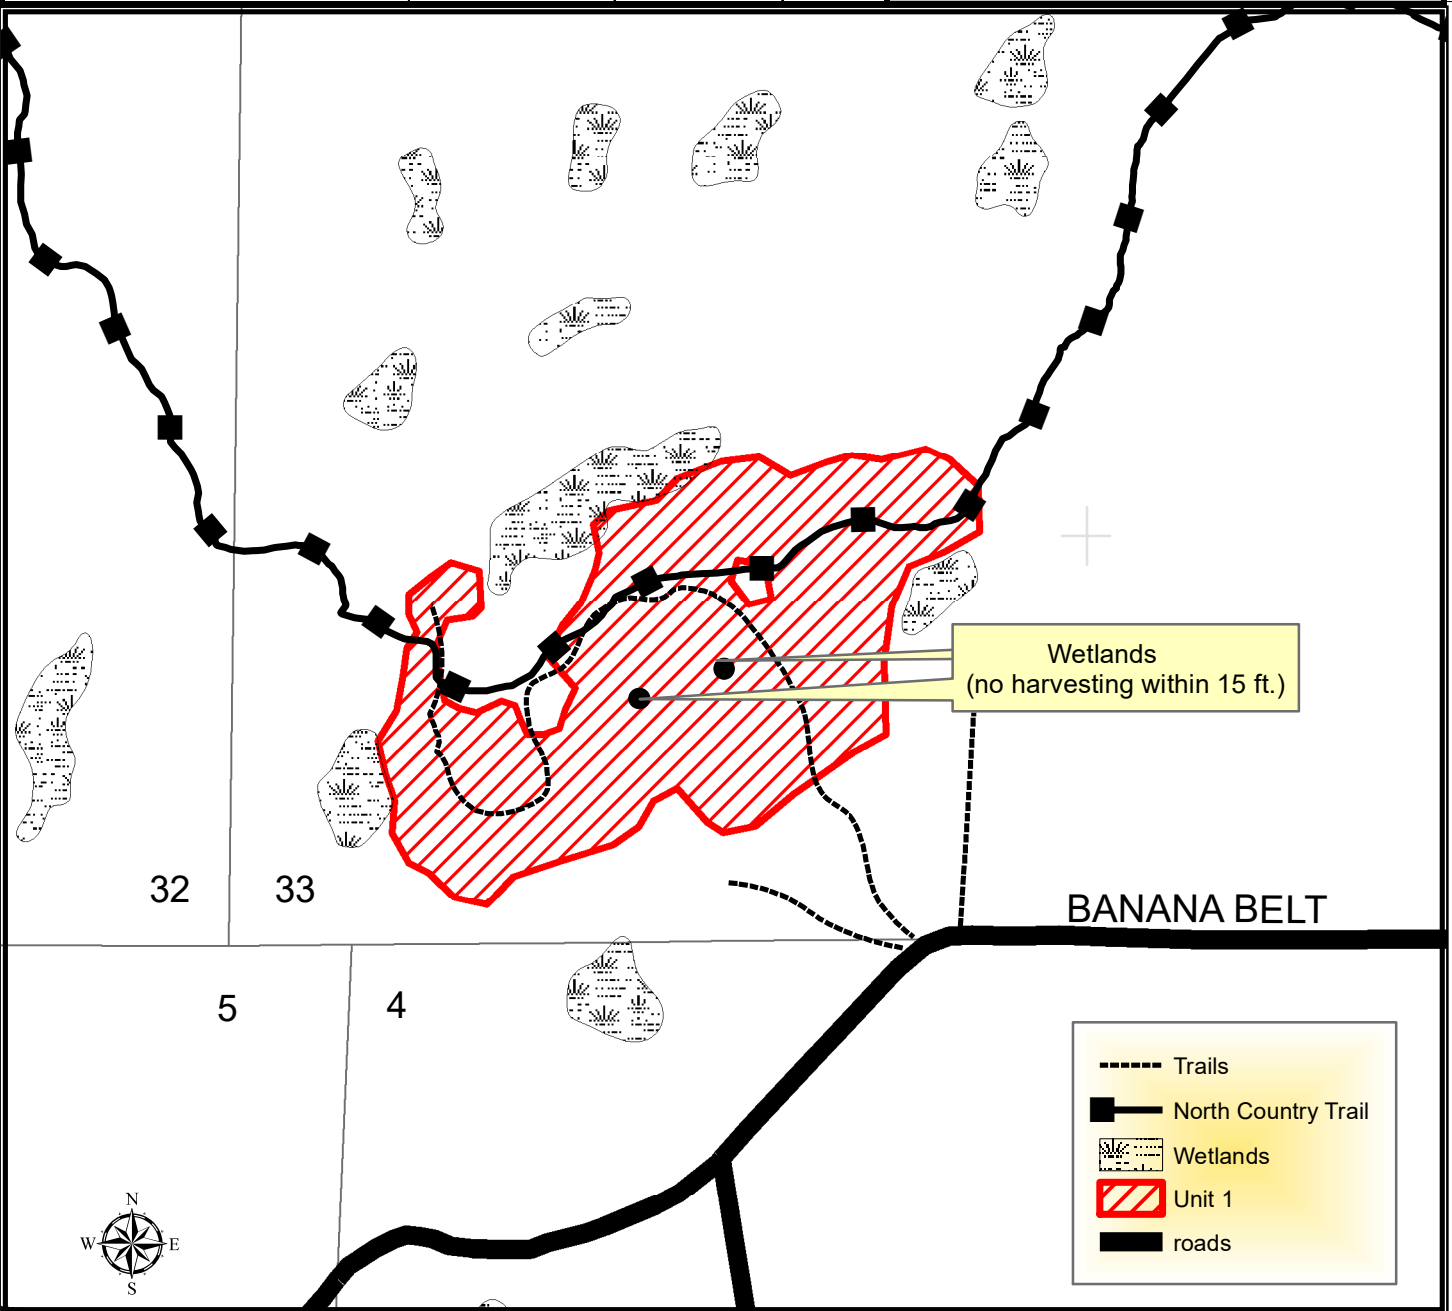 Wetlands
(no harvesting within 15 ft.)
32
33
BANANA BELT
5
4
Trails
North Country Trail
Wetlands
Unit 1
roads
N
W
E
S